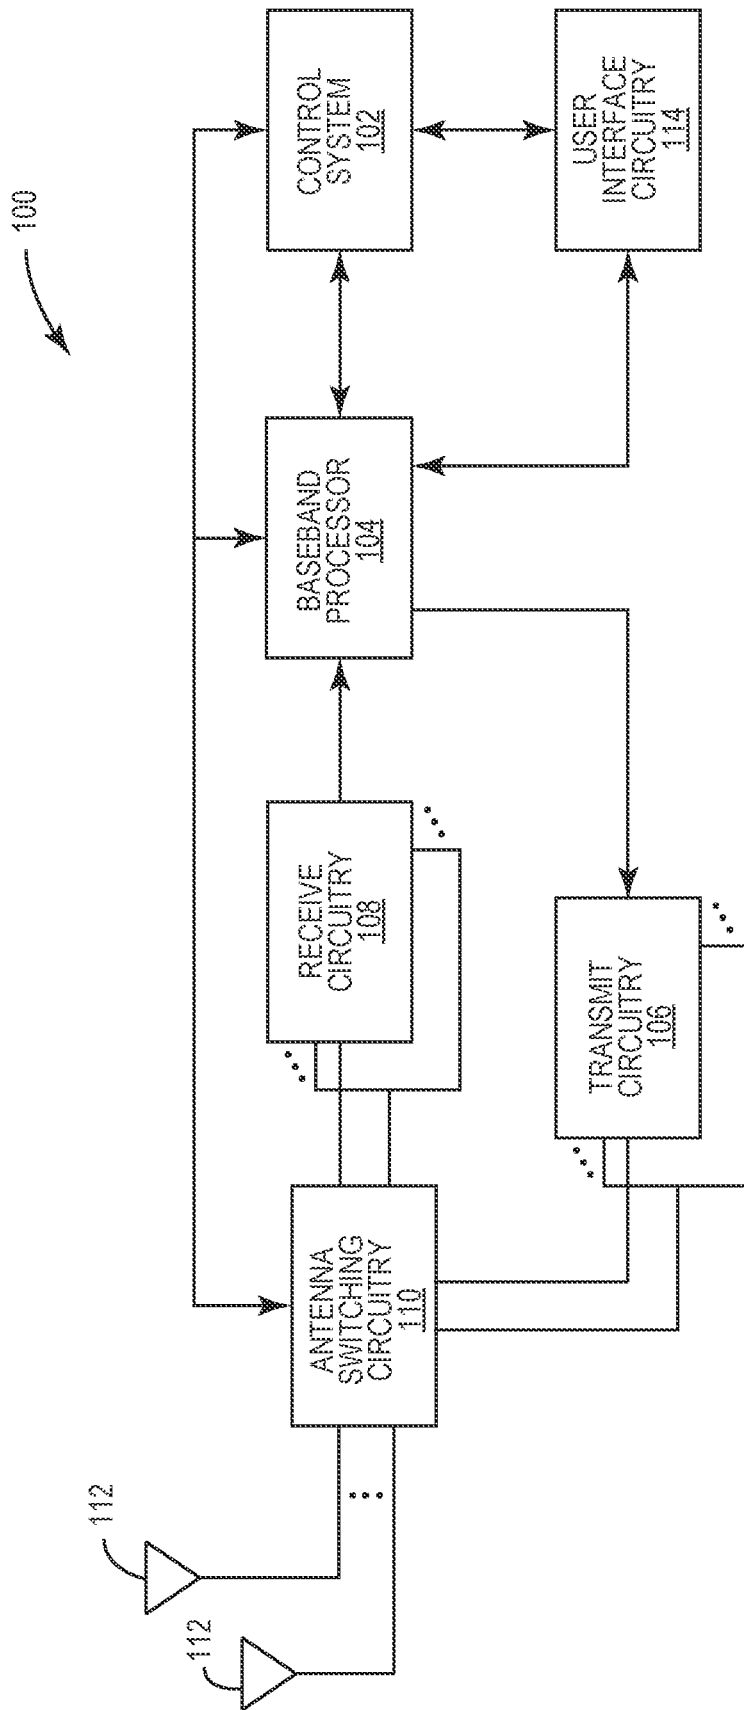 100
CONTROL
SYSTEM
102
USER
INTERFACE
CIRCUITRY
114
BASEBAND
PROCESSOR
104
RECEIVE
CIRCUITRY
108
TRANSMIT
CIRCUITRY
106
ANTENNA
SWITCHING
CIRCUITRY
110
112
112